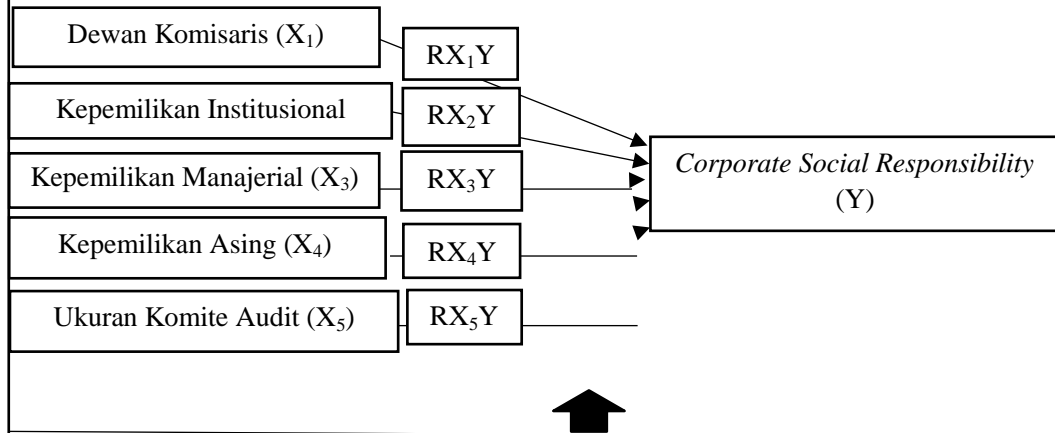 Dewan Komisaris (X₁)
RX₁Y
Kepemilikan Institusional
RX₂Y
Kepemilikan Manajerial (X₃)
RX₃Y
Kepemilikan Asing (X₄)
RX₄Y
Ukuran Komite Audit (X₅)
RX₅Y
Corporate Social Responsibility
(Y)